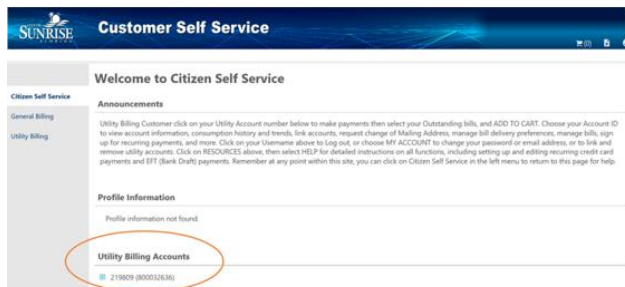 SUNRISE
FLORIDA
Customer Self Service
(0)
Welcome to Citizen Self Service
Citizen Self Service
General Billing
Utility Billing
Announcements
Utility Billing Customer click on your Utility Account number below to make payments then select your Outstanding bills, and ADD TO CART. Choose your Account ID
to view account information, consumption history and trends, link accounts, request change of Mailing Address, manage bill delivery preferences, manage bills, sign
up for recurring payments, and more. Click on your Username above to Log out, or choose MY ACCOUNT to change your password or email address, or to link and
remove utility accounts. Click on RESOURCES above, then select HELP for detailed instructions on all functions, including setting up and editing recurring credit card
payments and EFT (Bank Draft) payments. Remember at any point within this site, you can click on Citizen Self Service in the left menu to return to this page for help.
Profile Information
Profile information not found.
Utility Billing Accounts
219809 (800032636)